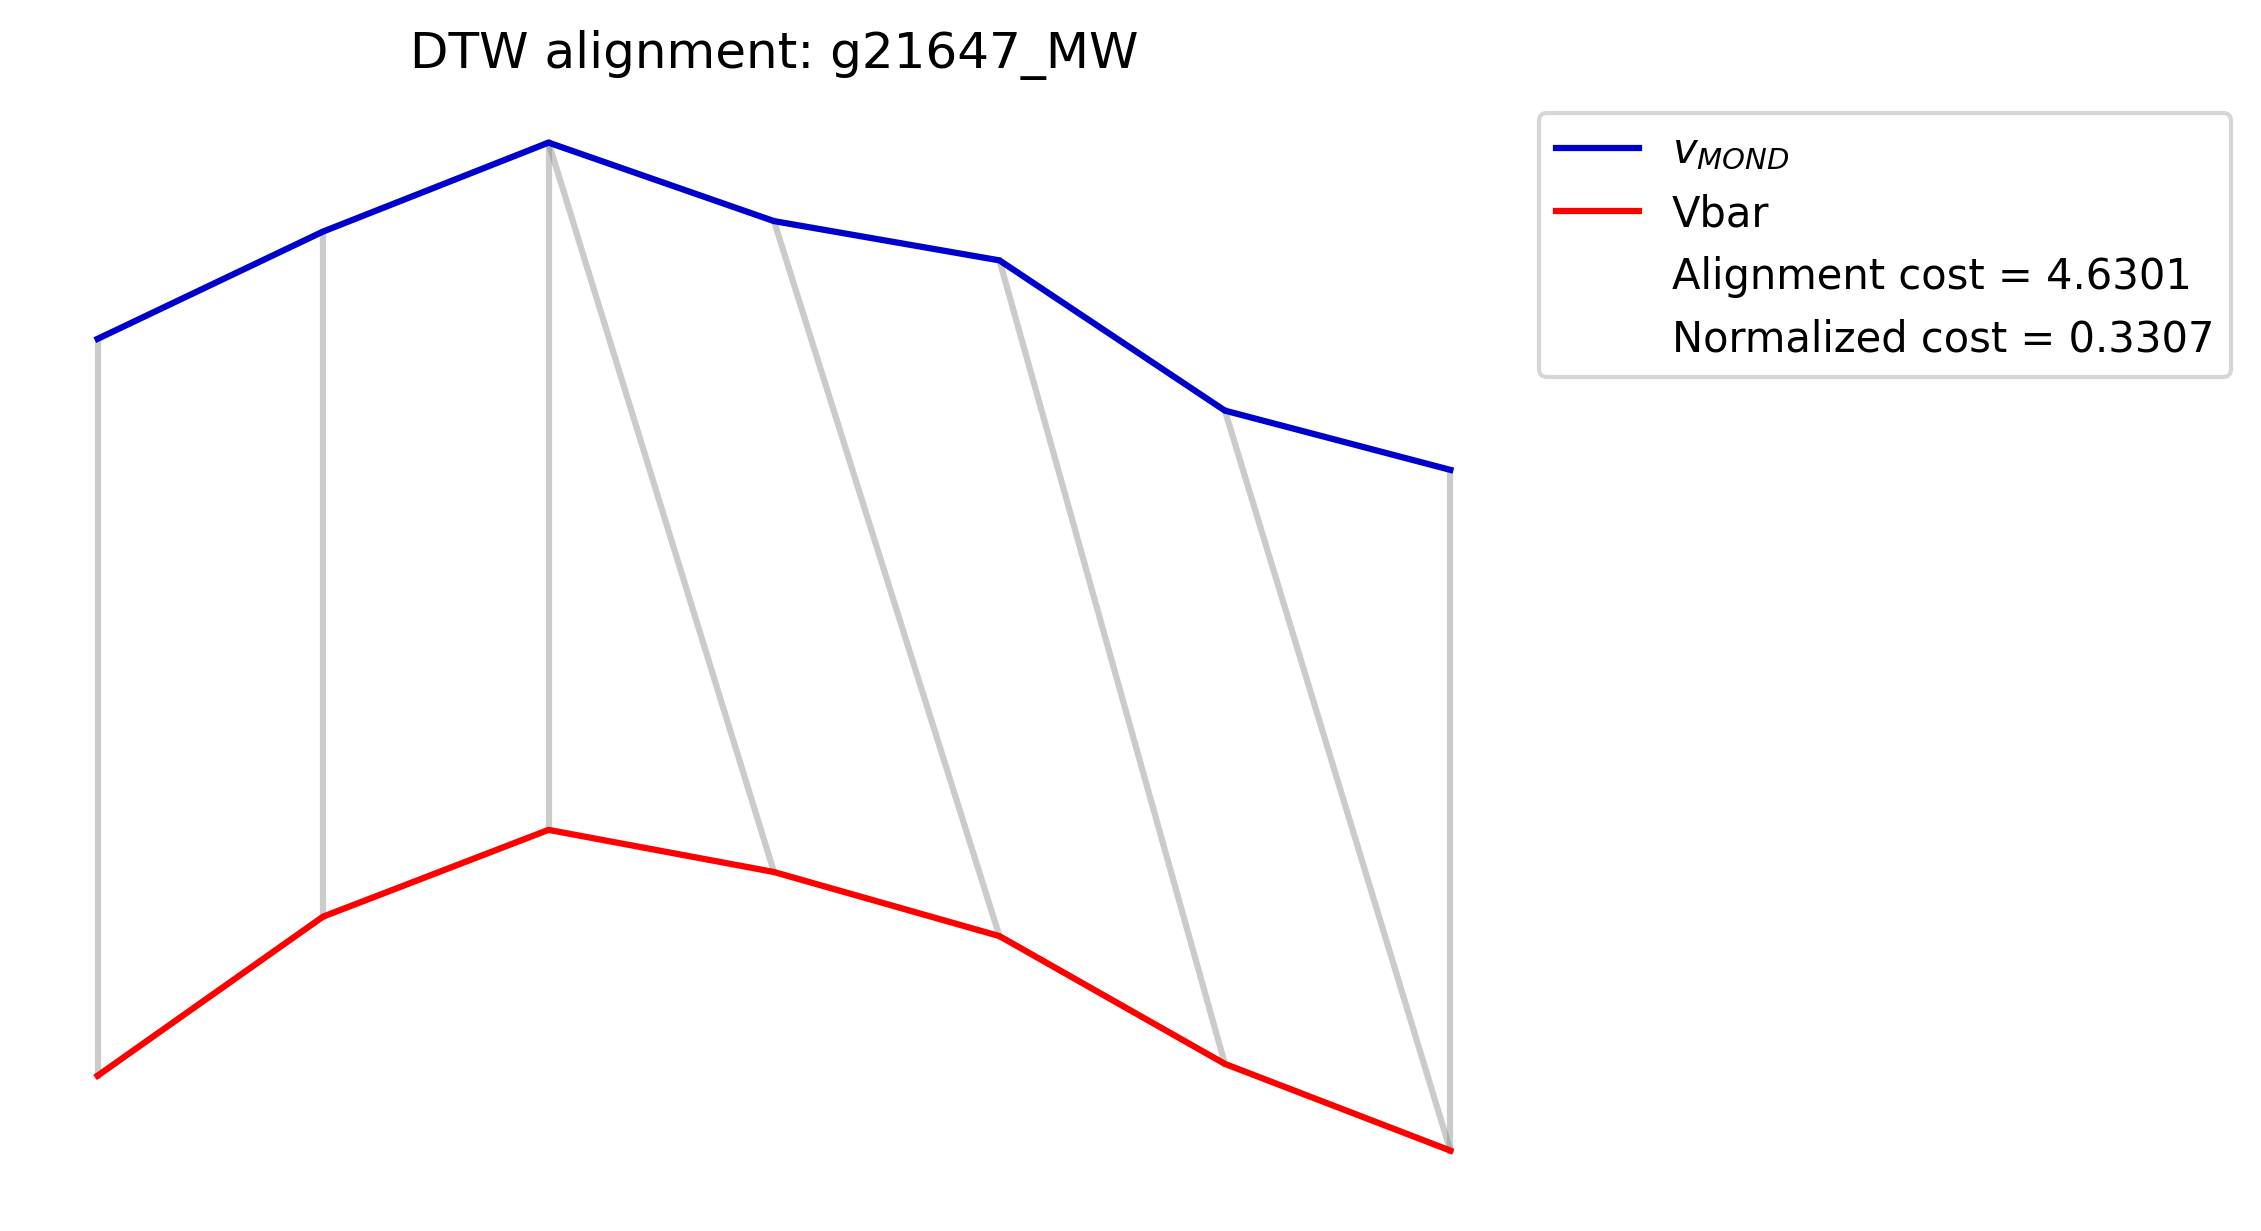 DTW alignment: g21647_MW
v_MOND
Vbar
Alignment cost = 4.6301
Normalized cost = 0.3307